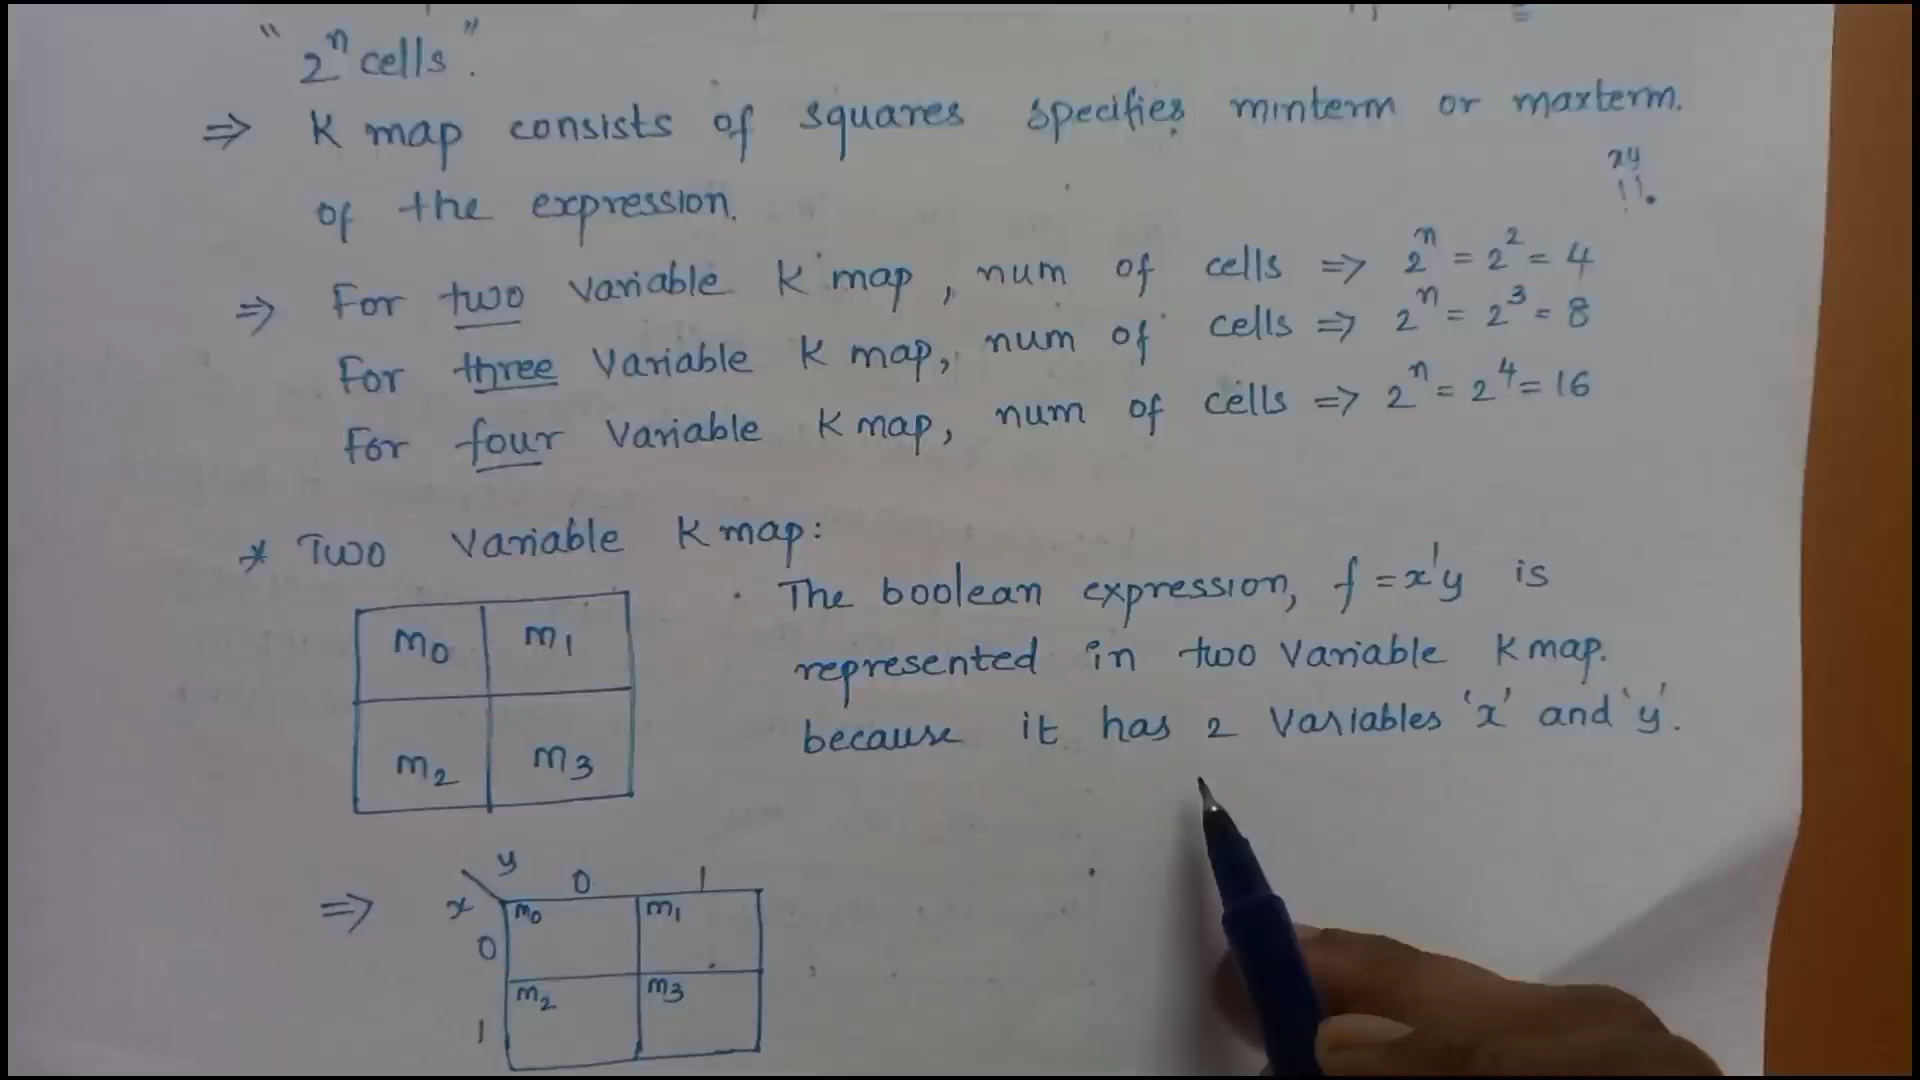 " 2ⁿ cells".
⇒ K map consists of squares specifies minterm or maxterm.
of the expression.
xy
11.
⇒ For two variable K map, num of cells ⇒ 2ⁿ = 2² = 4
For three variable K map, num of cells ⇒ 2ⁿ = 2³ = 8
For four variable K map, num of cells ⇒ 2ⁿ = 2⁴ = 16
* Two variable K map:
The boolean expression, f = x'y is
represented in two variable K map.
because it has 2 variables 'x' and 'y'.
m₀ m₁
m₂ m₃
⇒ x y 0 1
0 m₀ m₁
1 m₂ m₃